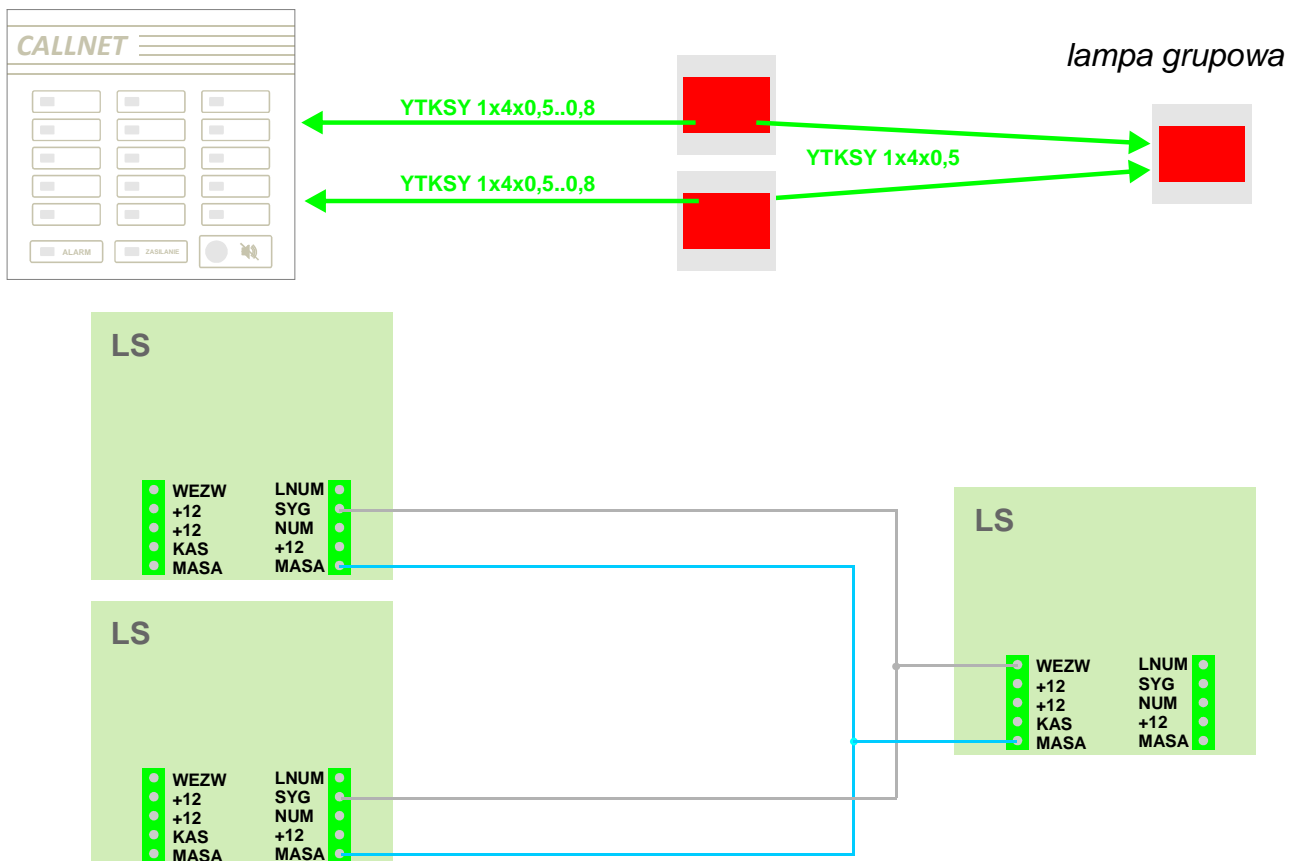 CALLNET
lampa grupowa
YTKSY 1x4x0,5..0,8
YTKSY 1x4x0,5
YTKSY 1x4x0,5..0,8
ALARM
ZASILANIE
LS
WEZW LNUM
+12 SYG
+12 NUM
KAS +12
MASA MASA
LS
WEZW LNUM
+12 SYG
+12 NUM
KAS +12
MASA MASA
LS
WEZW LNUM
+12 SYG
+12 NUM
KAS +12
MASA MASA